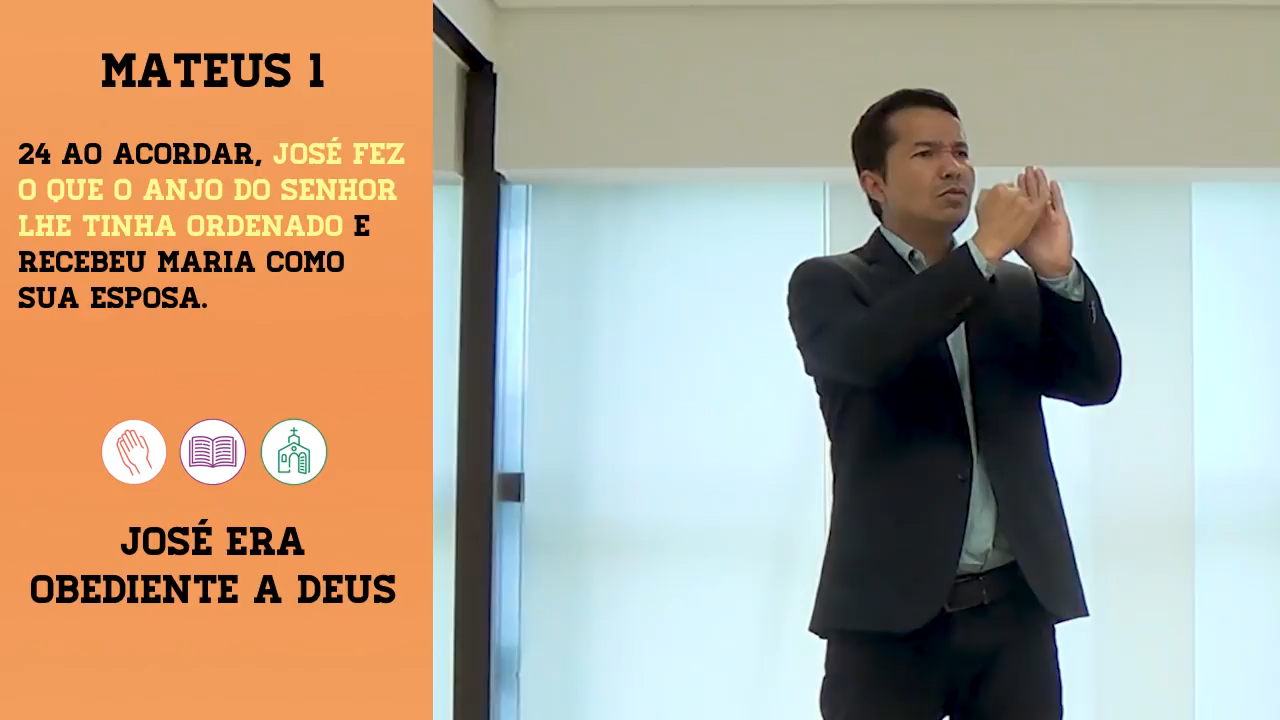 MATEUS 1
24 AO ACORDAR, JOSÉ FEZ
O QUE O ANJO DO SENHOR
LHE TINHA ORDENADO E
RECEBEU MARIA COMO
SUA ESPOSA.
JOSÉ ERA
OBEDIENTE A DEUS